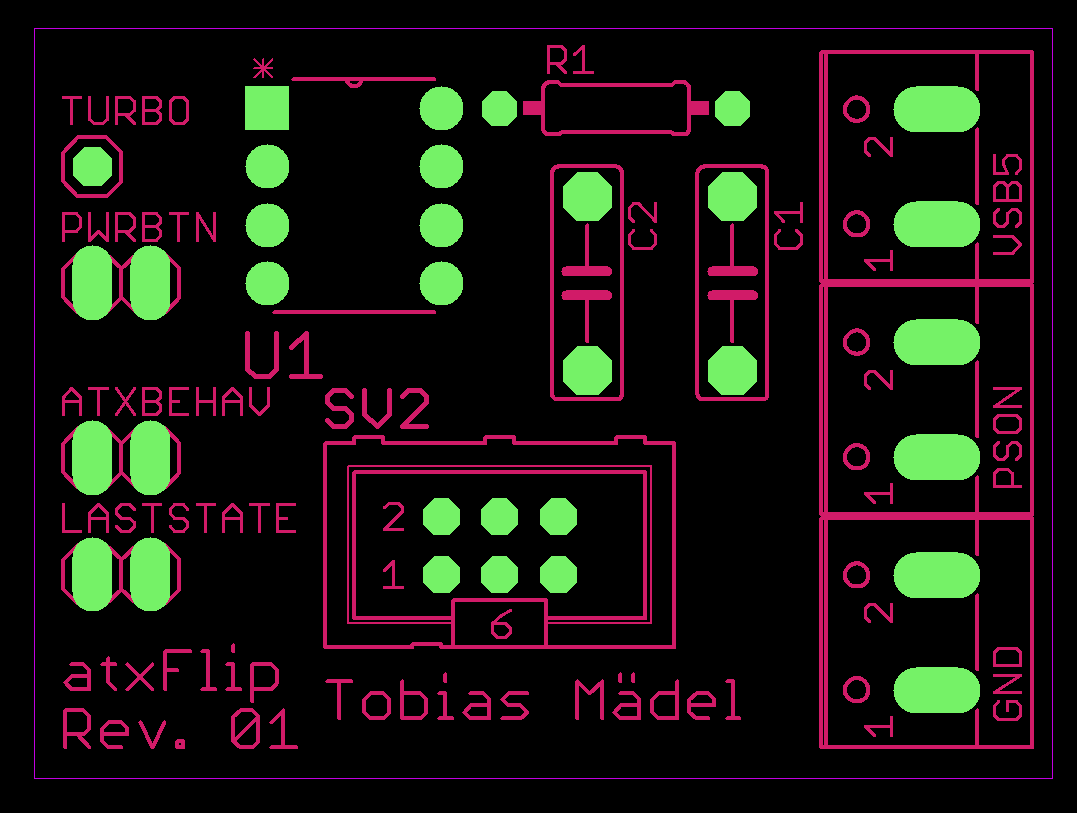 *
R1
TURBO
2
VSB5
1
PWRBTN
C2
C1
U1
2
PSON
1
ATXBEHAV
SV2
LASTSTATE
2
1
6
2
GND
1
atxFlip
Rev. 01
Tobias Mädel